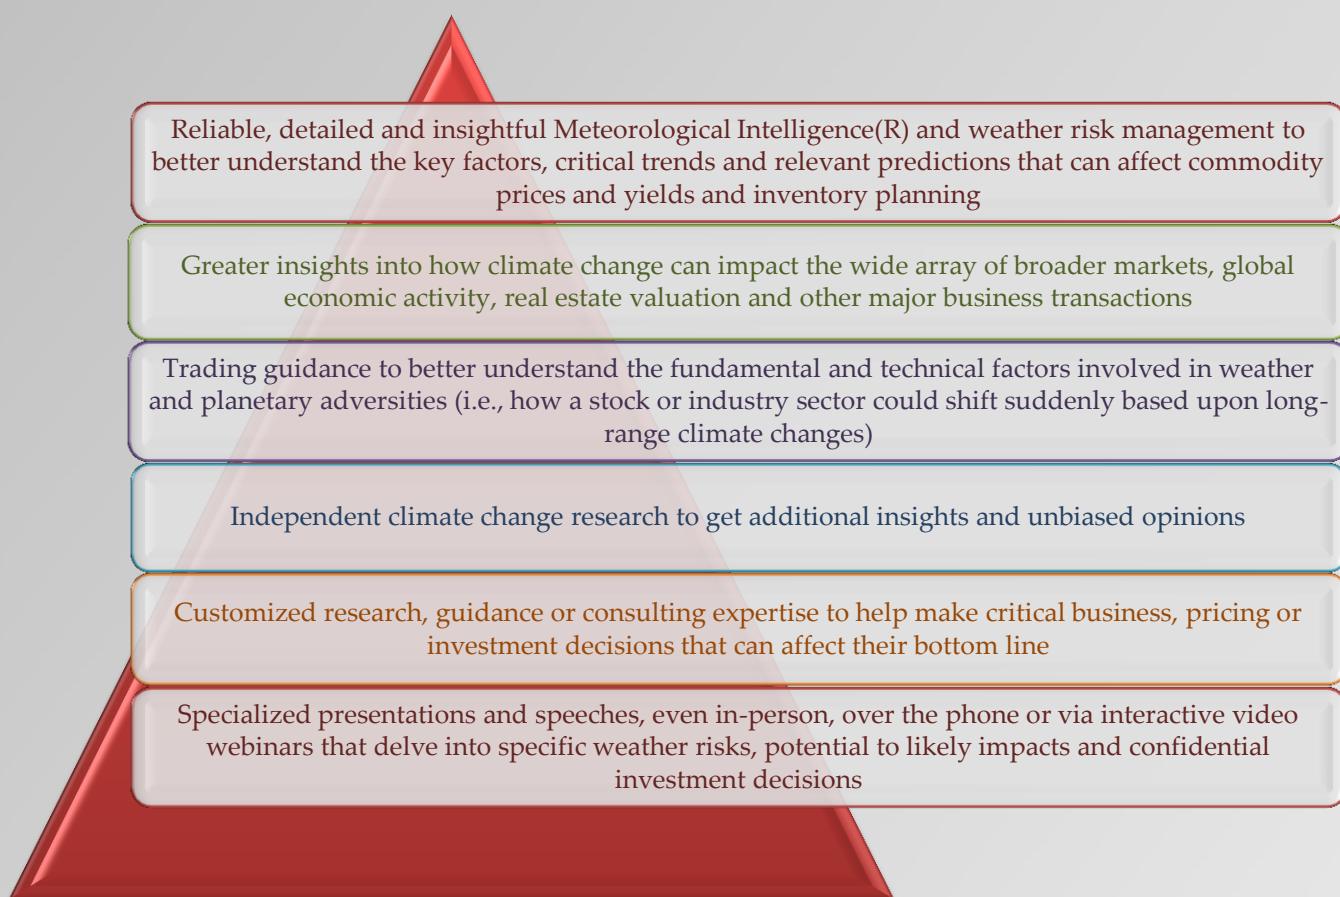 Reliable, detailed and insightful Meteorological Intelligence(R) and weather risk management to
better understand the key factors, critical trends and relevant predictions that can affect commodity
prices and yields and inventory planning
Greater insights into how climate change can impact the wide array of broader markets, global
economic activity, real estate valuation and other major business transactions
Trading guidance to better understand the fundamental and technical factors involved in weather
and planetary adversities (i.e., how a stock or industry sector could shift suddenly based upon long-
range climate changes)
Independent climate change research to get additional insights and unbiased opinions
Customized research, guidance or consulting expertise to help make critical business, pricing or
investment decisions that can affect their bottom line
Specialized presentations and speeches, even in-person, over the phone or via interactive video
webinars that delve into specific weather risks, potential to likely impacts and confidential
investment decisions